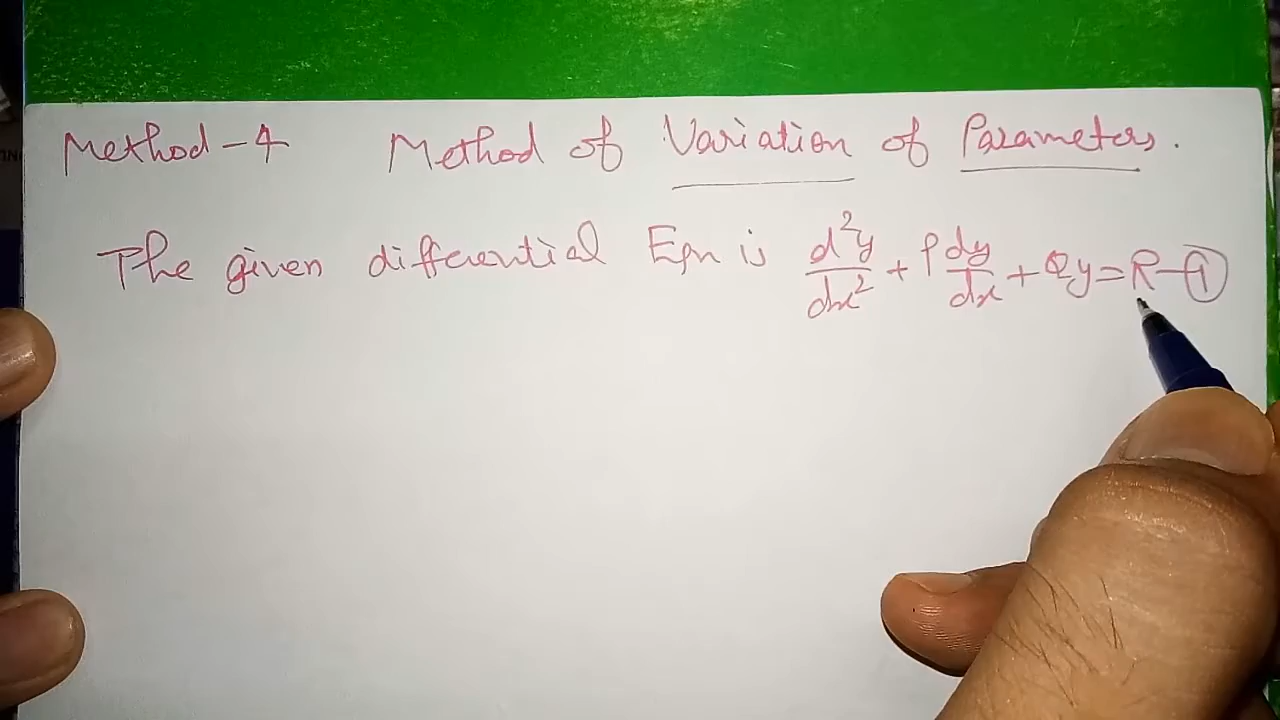 Method-4 Method of Variation of Parameters.
The given differential Eqn is d²y/dx² + P dy/dx + Qy = R - ①